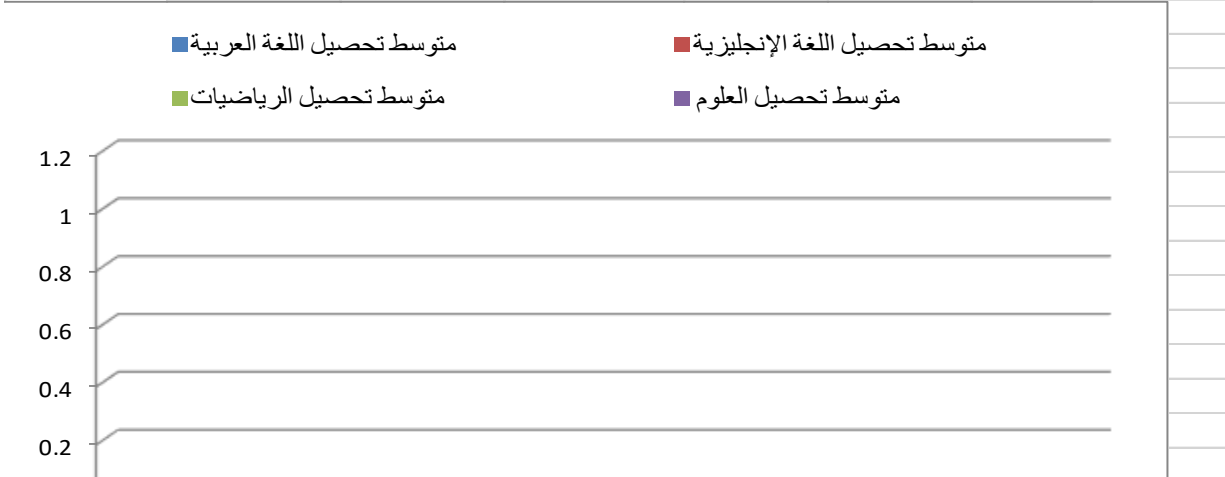 متوسط تحصيل اللغة العربية
متوسط تحصيل اللغة الإنجليزية
متوسط تحصيل الرياضيات
متوسط تحصيل العلوم
1.2
1
0.8
0.6
0.4
0.2